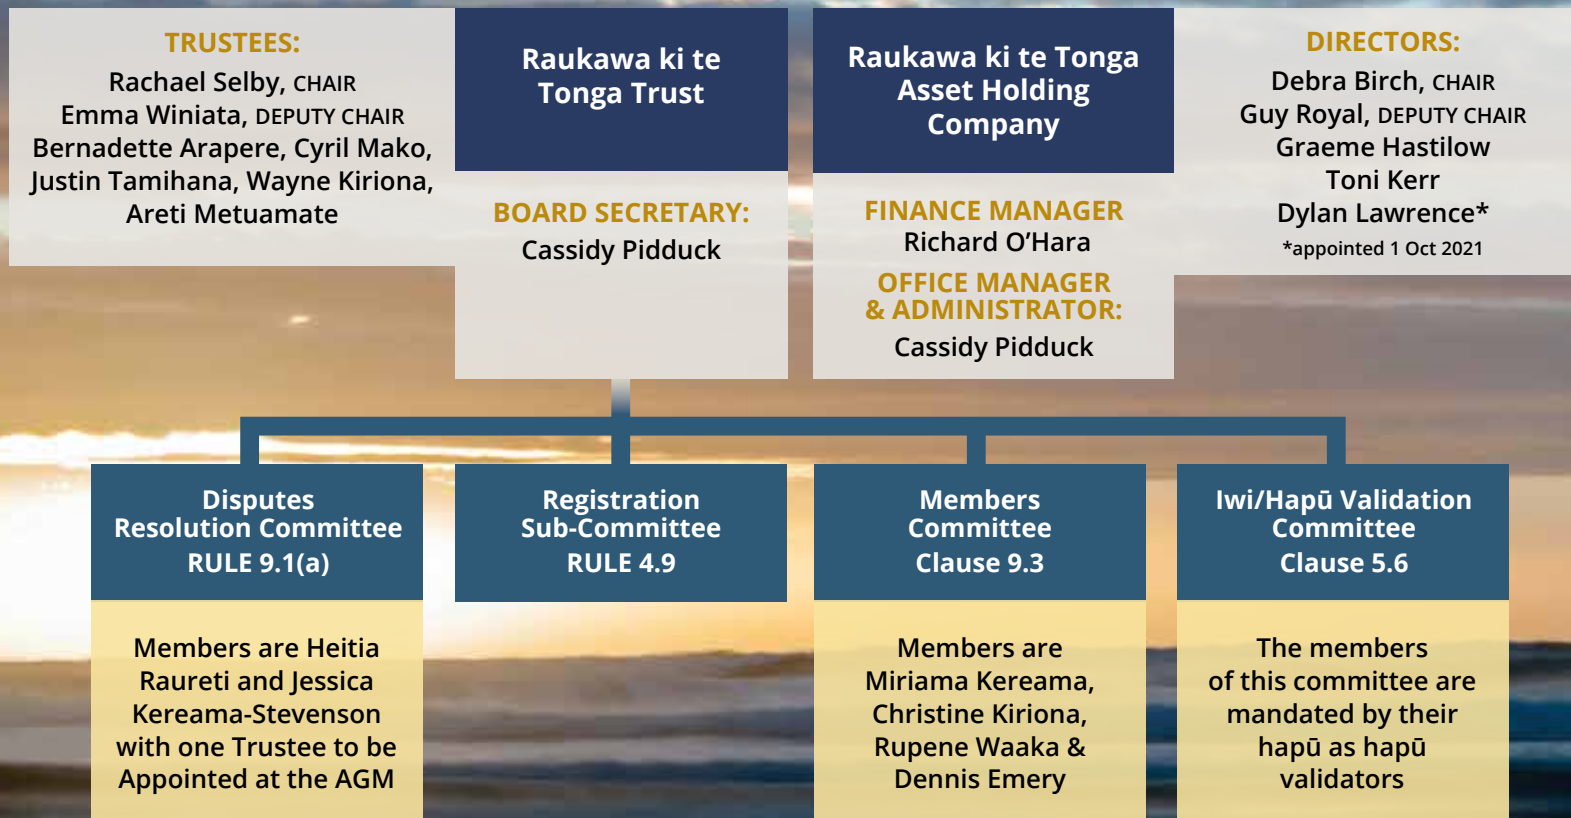 TRUSTEES:
Rachael Selby, CHAIR
Emma Winiata, DEPUTY CHAIR
Bernadette Arapere, Cyril Mako,
Justin Tamihana, Wayne Kiriona,
Areti Metuamate
Raukawa ki te
Tonga Trust
BOARD SECRETARY:
Cassidy Pidduck
Raukawa ki te Tonga
Asset Holding
Company
FINANCE MANAGER
Richard O’Hara
OFFICE MANAGER
& ADMINISTRATOR:
Cassidy Pidduck
DIRECTORS:
Debra Birch, CHAIR
Guy Royal, DEPUTY CHAIR
Graeme Hastilow
Toni Kerr
Dylan Lawrence*
*appointed 1 Oct 2021
Disputes
Resolution Committee
RULE 9.1(a)
Members are Heitia
Raureti and Jessica
Kereama-Stevenson
with one Trustee to be
Appointed at the AGM
Registration
Sub-Committee
RULE 4.9
Members
Committee
Clause 9.3
Members are
Miriama Kereama,
Christine Kiriona,
Rupene Waaka &
Dennis Emery
Iwi/Hapū Validation
Committee
Clause 5.6
The members
of this committee are
mandated by their
hapū as hapū
validators